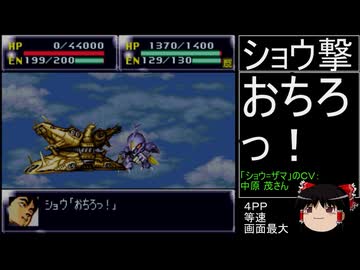 HP 0/44000
EN 199/200
HP 1370/1400
EN 129/130
ショウ「おちろっ！」
ショウ撃
おちろ
っ！
「ショウ=ザマ」のCV：
中原 茂さん
4PP
等速
画面最大